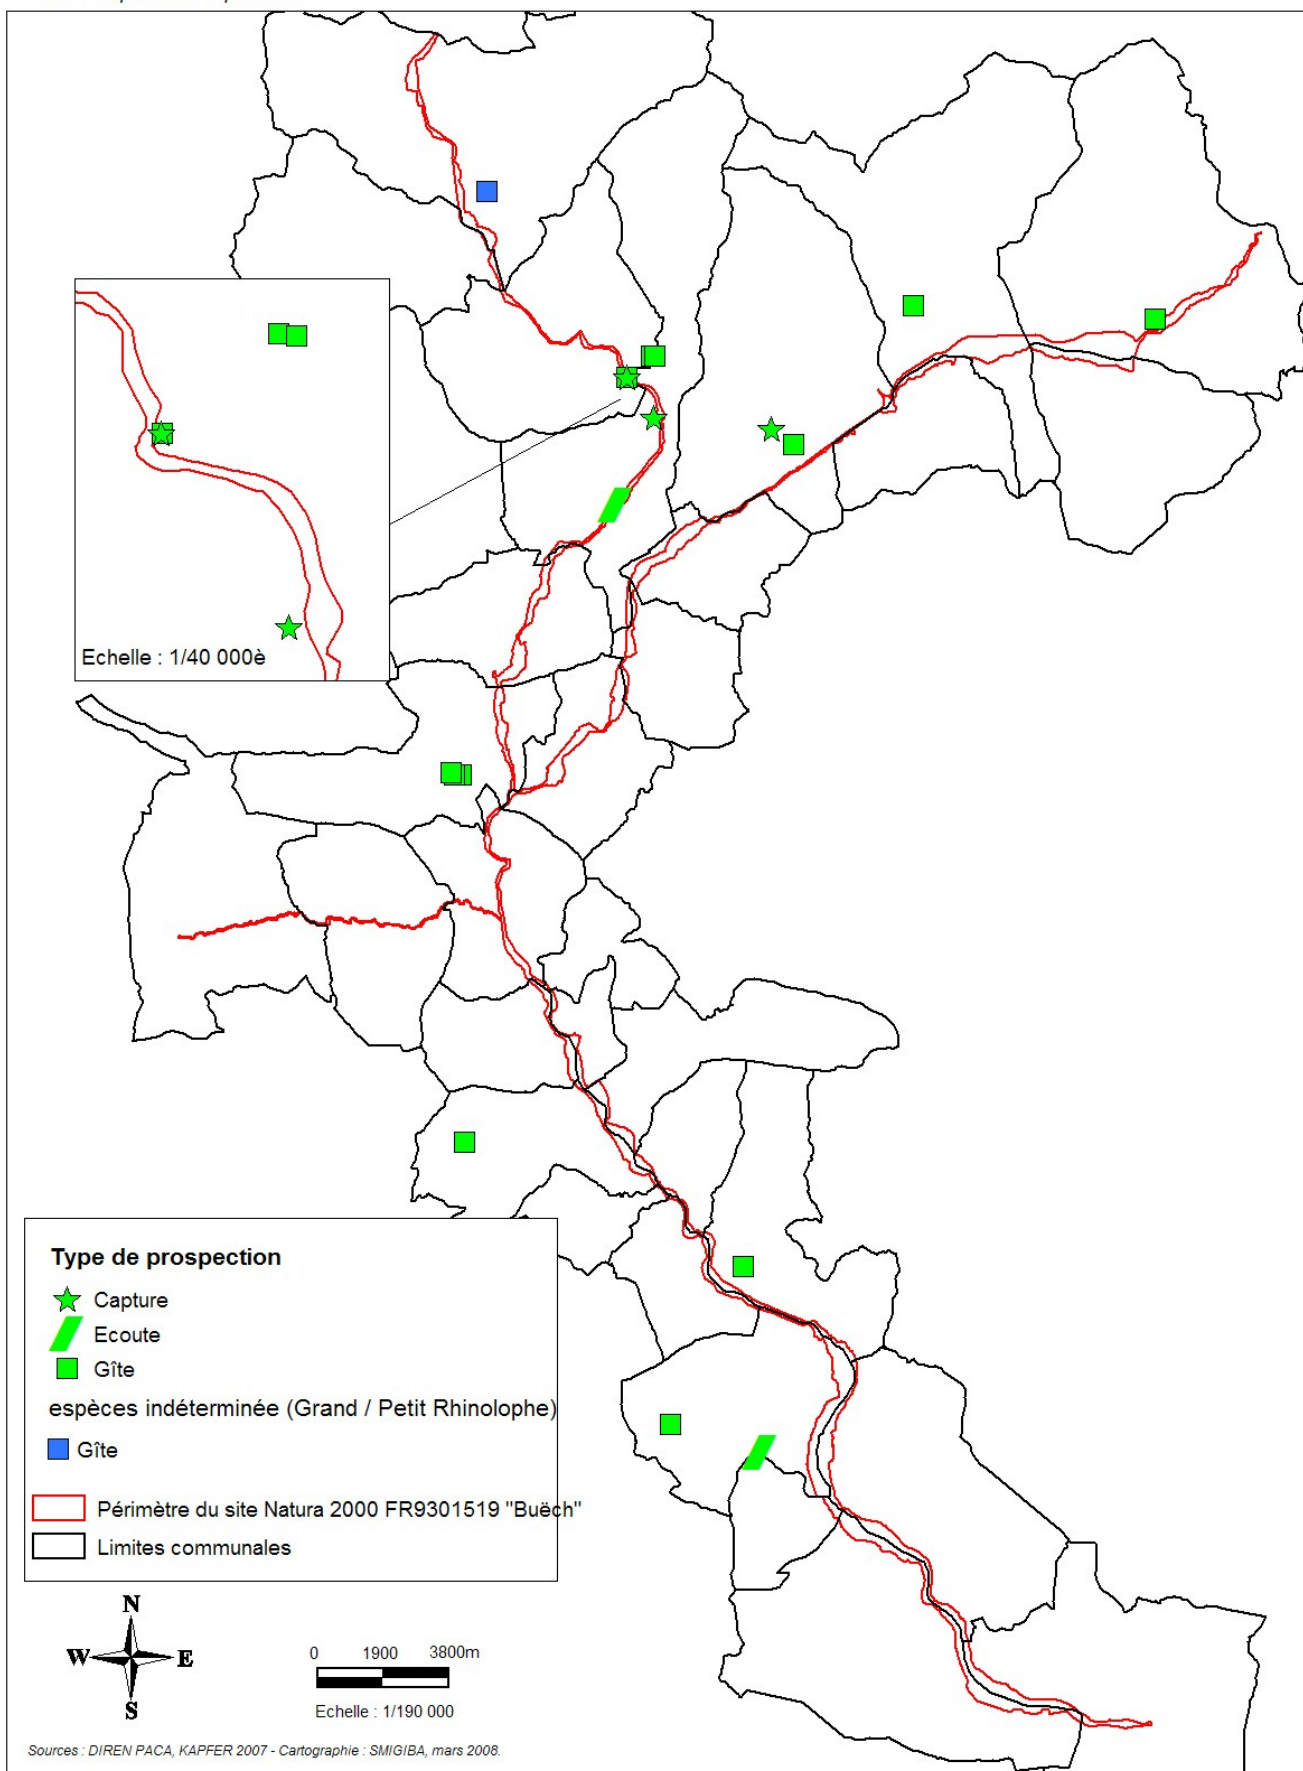 Echelle : 1/40 000è
Type de prospection
Capture
Ecoute
Gîte
espèces indéterminée (Grand / Petit Rhinolophe)
Gîte
Périmètre du site Natura 2000 FR9301519 "Buëch"
Limites communales
N
W E
S
0 1900 3800m
Echelle : 1/190 000
Sources : DIREN PACA, KAPFER 2007 - Cartographie : SMIGIBA, mars 2008.